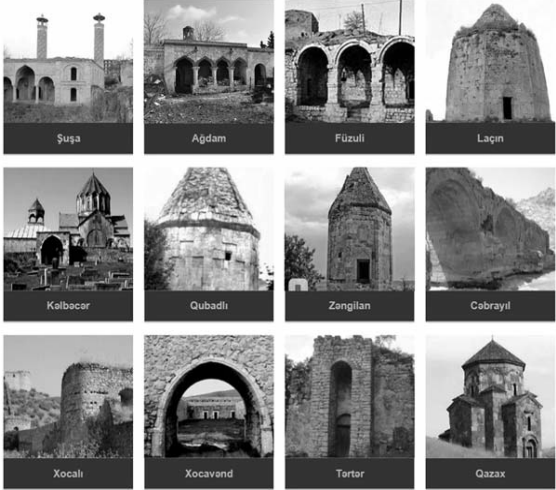 Şuşa
Ağdam
Füzuli
Laçın
Kəlbəcər
Qubadlı
Zəngilan
Cəbrayıl
Xocalı
Xocavənd
Tərtər
Qazax